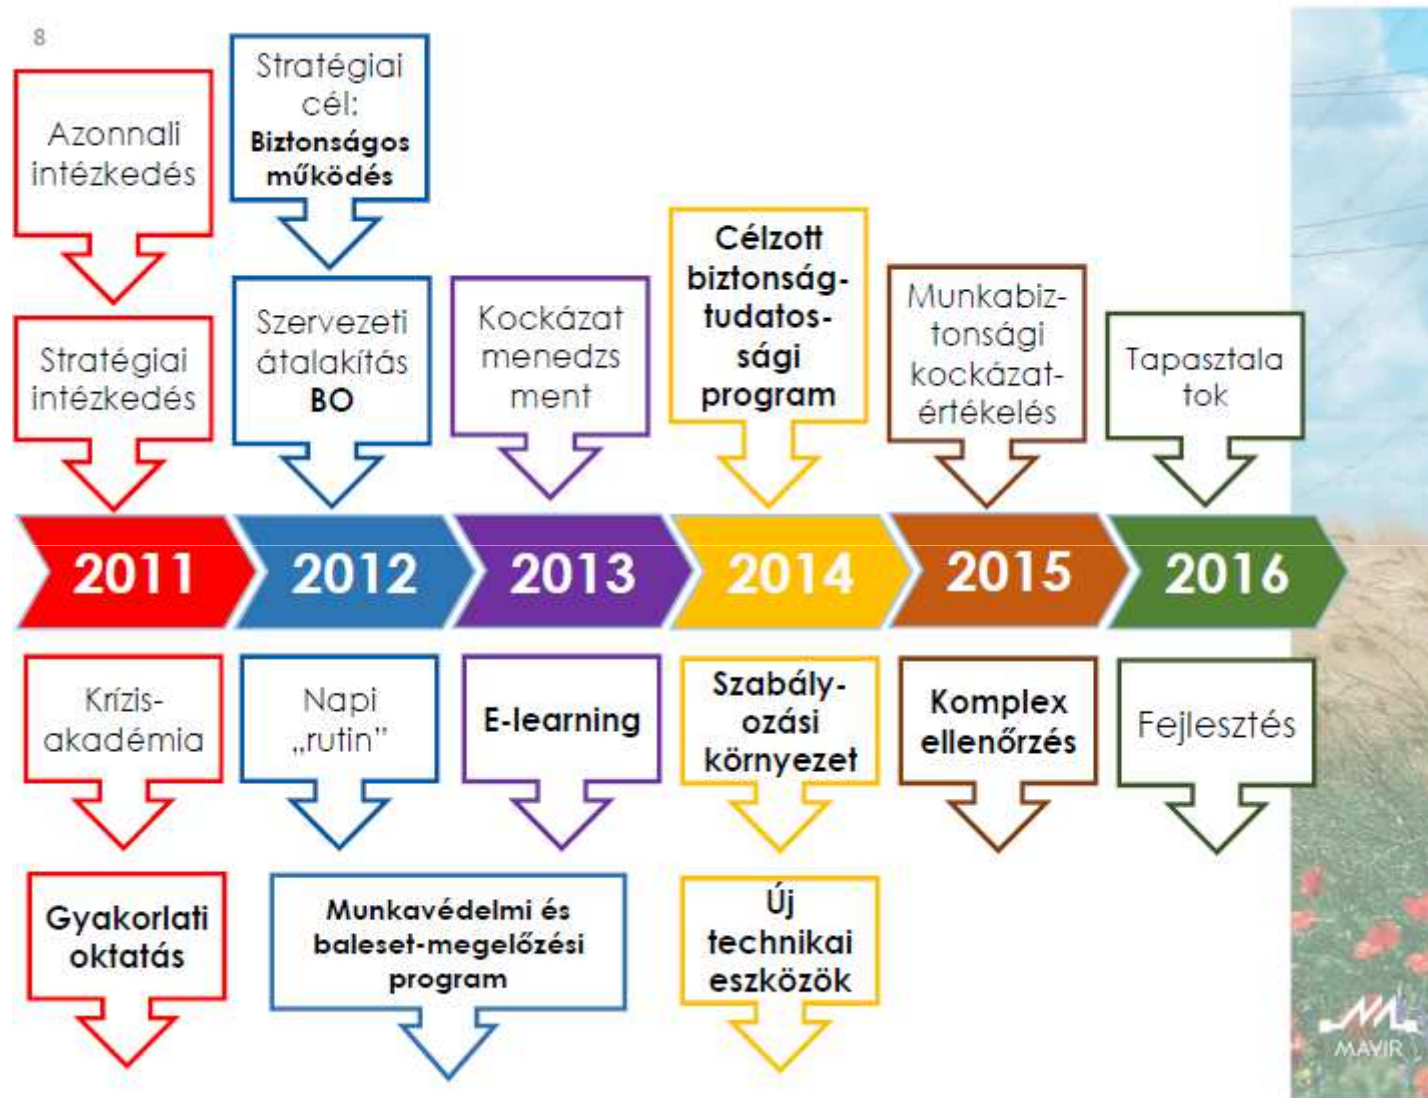 8
Azonnali
intézkedés
Stratégiai
intézkedés
Stratégiai
cél:
Biztonságos
működés
Szervezeti
átalakítás
BO
Kockázat
menedzs
ment
Célzott
biztonság-
tudatos-
sági
program
Munkabiz-
tonsági
kockázat-
értékelés
Tapasztala
tok
2011
2012
2013
2014
2015
2016
Krízis-
akadémia
Napi
„rutin”
E-learning
Szabály-
ozási
környezet
Komplex
ellenőrzés
Fejlesztés
Gyakorlati
oktatás
Munkavédelmi és
baleset-megelőzési
program
Új
technikai
eszközök
MAVIR